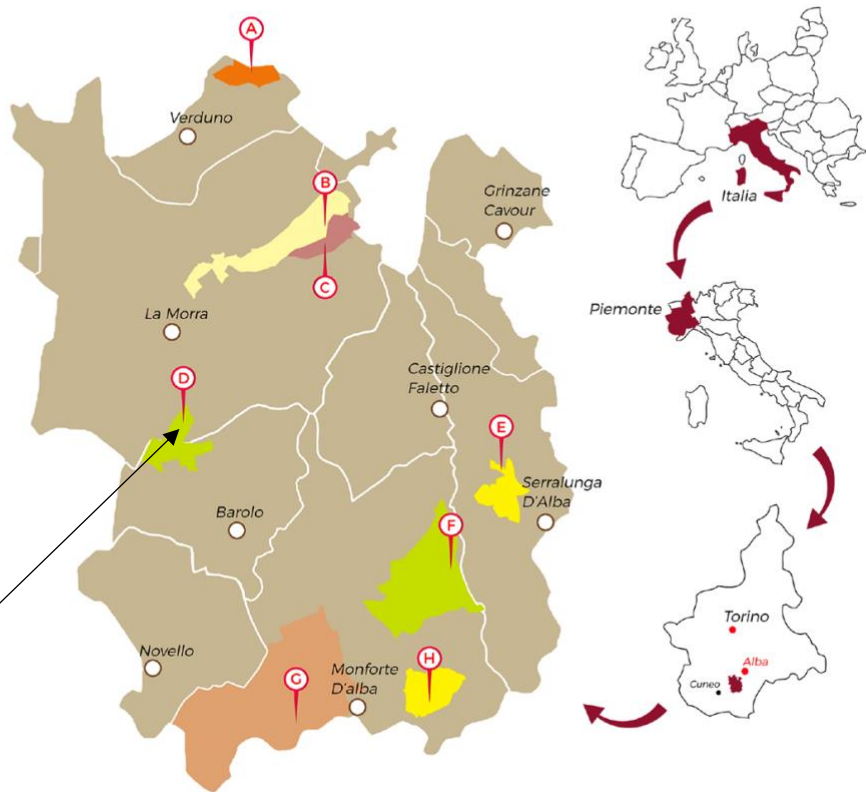 A
Verduno
B
Grinzane
Cavour
C
La Morra
D
Castiglione
Faletto
E
Serralunga
D'Alba
Barolo
F
Novello
Monforte
D'alba
G
H
Italia
Piemonte
Torino
Alba
Cuneo